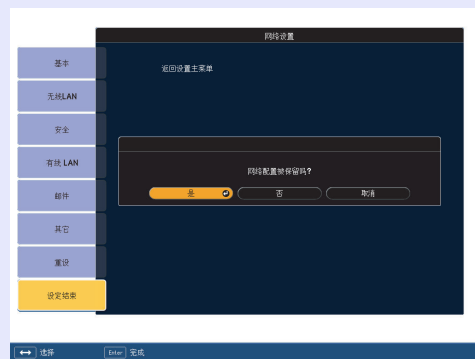 网络设置
基本
返回设置主菜单
无线LAN
安全
有线 LAN
网络配置被保留吗?
是 否 取消
邮件
其它
重设
设定结束
选择 Enter 完成